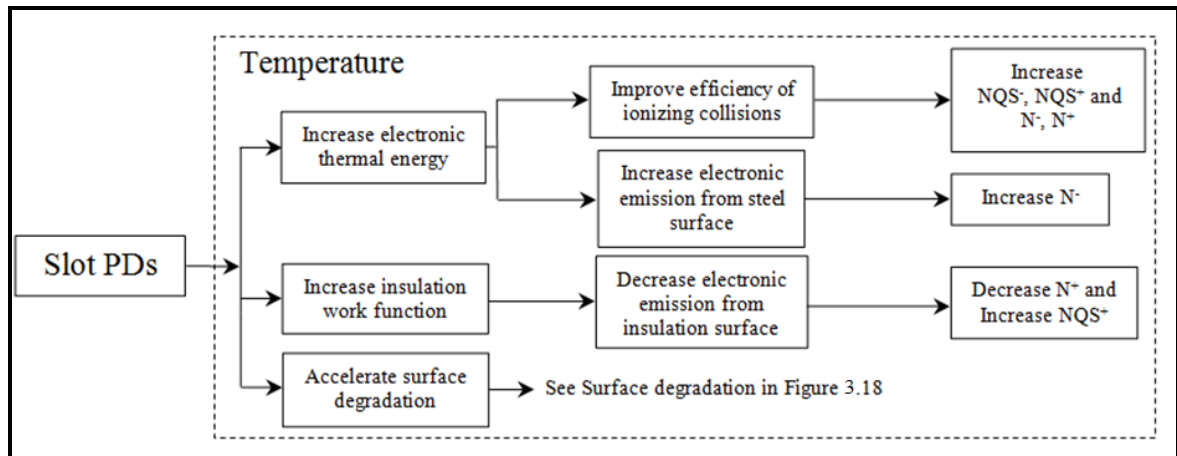 Temperature
Slot PDs
Increase electronic
thermal energy
Improve efficiency of
ionizing collisions
Increase
NQS⁻, NQS⁺ and
N⁻, N⁺
Increase electronic
emission from steel
surface
Increase N⁻
Increase insulation
work function
Decrease electronic
emission from
insulation surface
Decrease N⁺ and
Increase NQS⁺
Accelerate surface
degradation
See Surface degradation in Figure 3.18